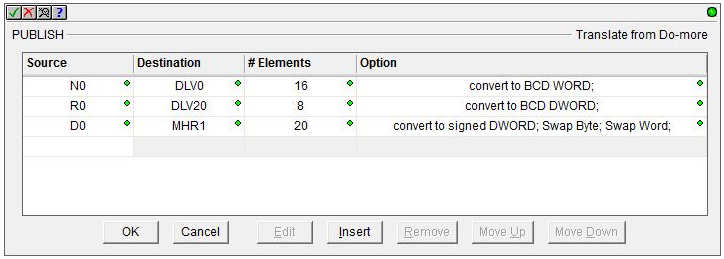 ?
PUBLISH Translate from Do-more
Source Destination # Elements Option
N0 DLV0 16 convert to BCD WORD;
R0 DLV20 8 convert to BCD DWORD;
D0 MHR1 20 convert to signed DWORD; Swap Byte; Swap Word;
OK Cancel Edit Insert Remove Move Up Move Down